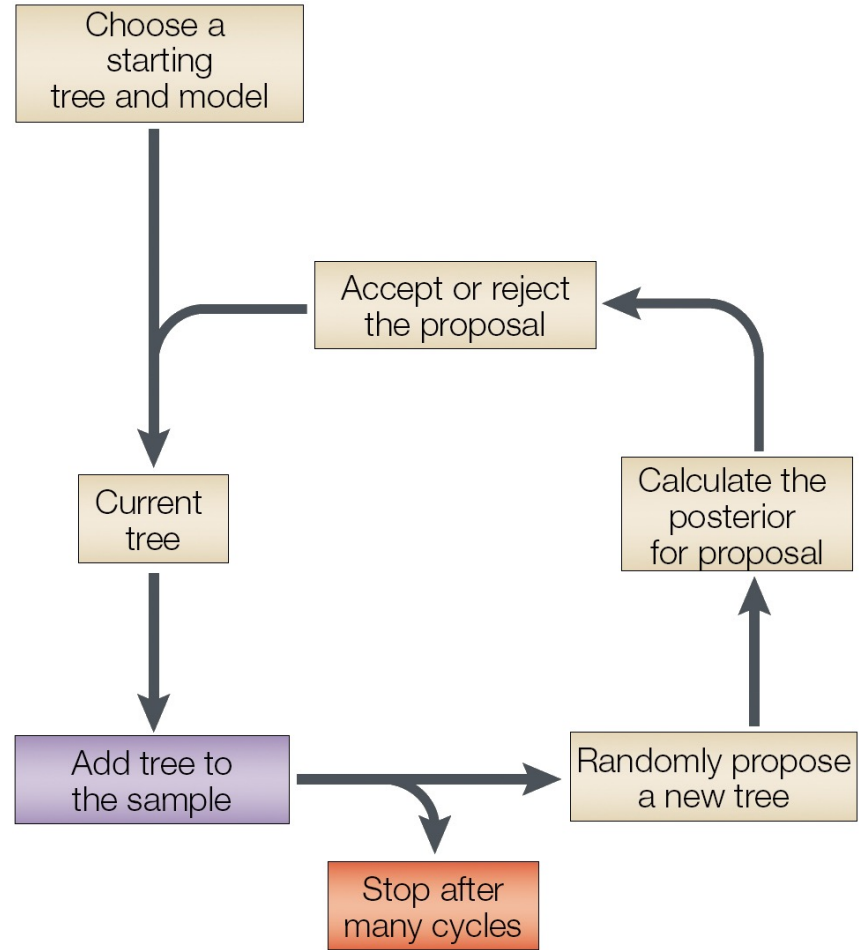 Choose a
starting
tree and model
Accept or reject
the proposal
Current
tree
Calculate the
posterior
for proposal
Add tree to
the sample
Randomly propose
a new tree
Stop after
many cycles